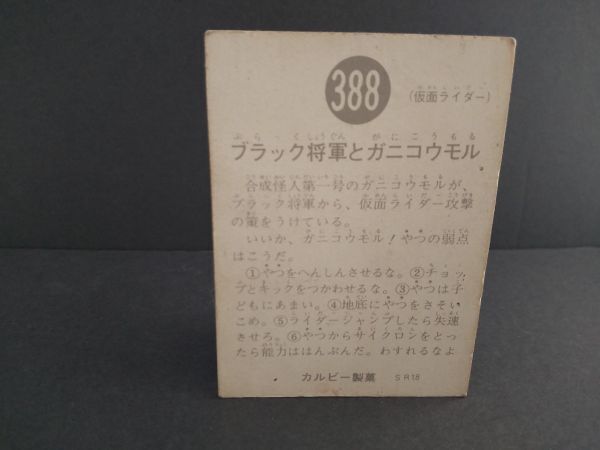 388
(仮面ライダー)
ブラック将軍とガニコウモル
合成怪人第一号のガニコウモルが、
ブラック将軍から、仮面ライダー攻撃
の策をうけている。
いいか、ガニコウモル！やつの弱点
はこうだ。
①やつをへんしんさせるな。②チョッ
プとキックをつかわせるな。③やつは子
どもにあまい。④地底にやつをさそい
こめ。⑤ライダージャンプしたら失速
させろ。⑥やつからサイクロンをとっ
たら能力ははんぶんだ。わすれるなよ
カルビー製菓 SR18